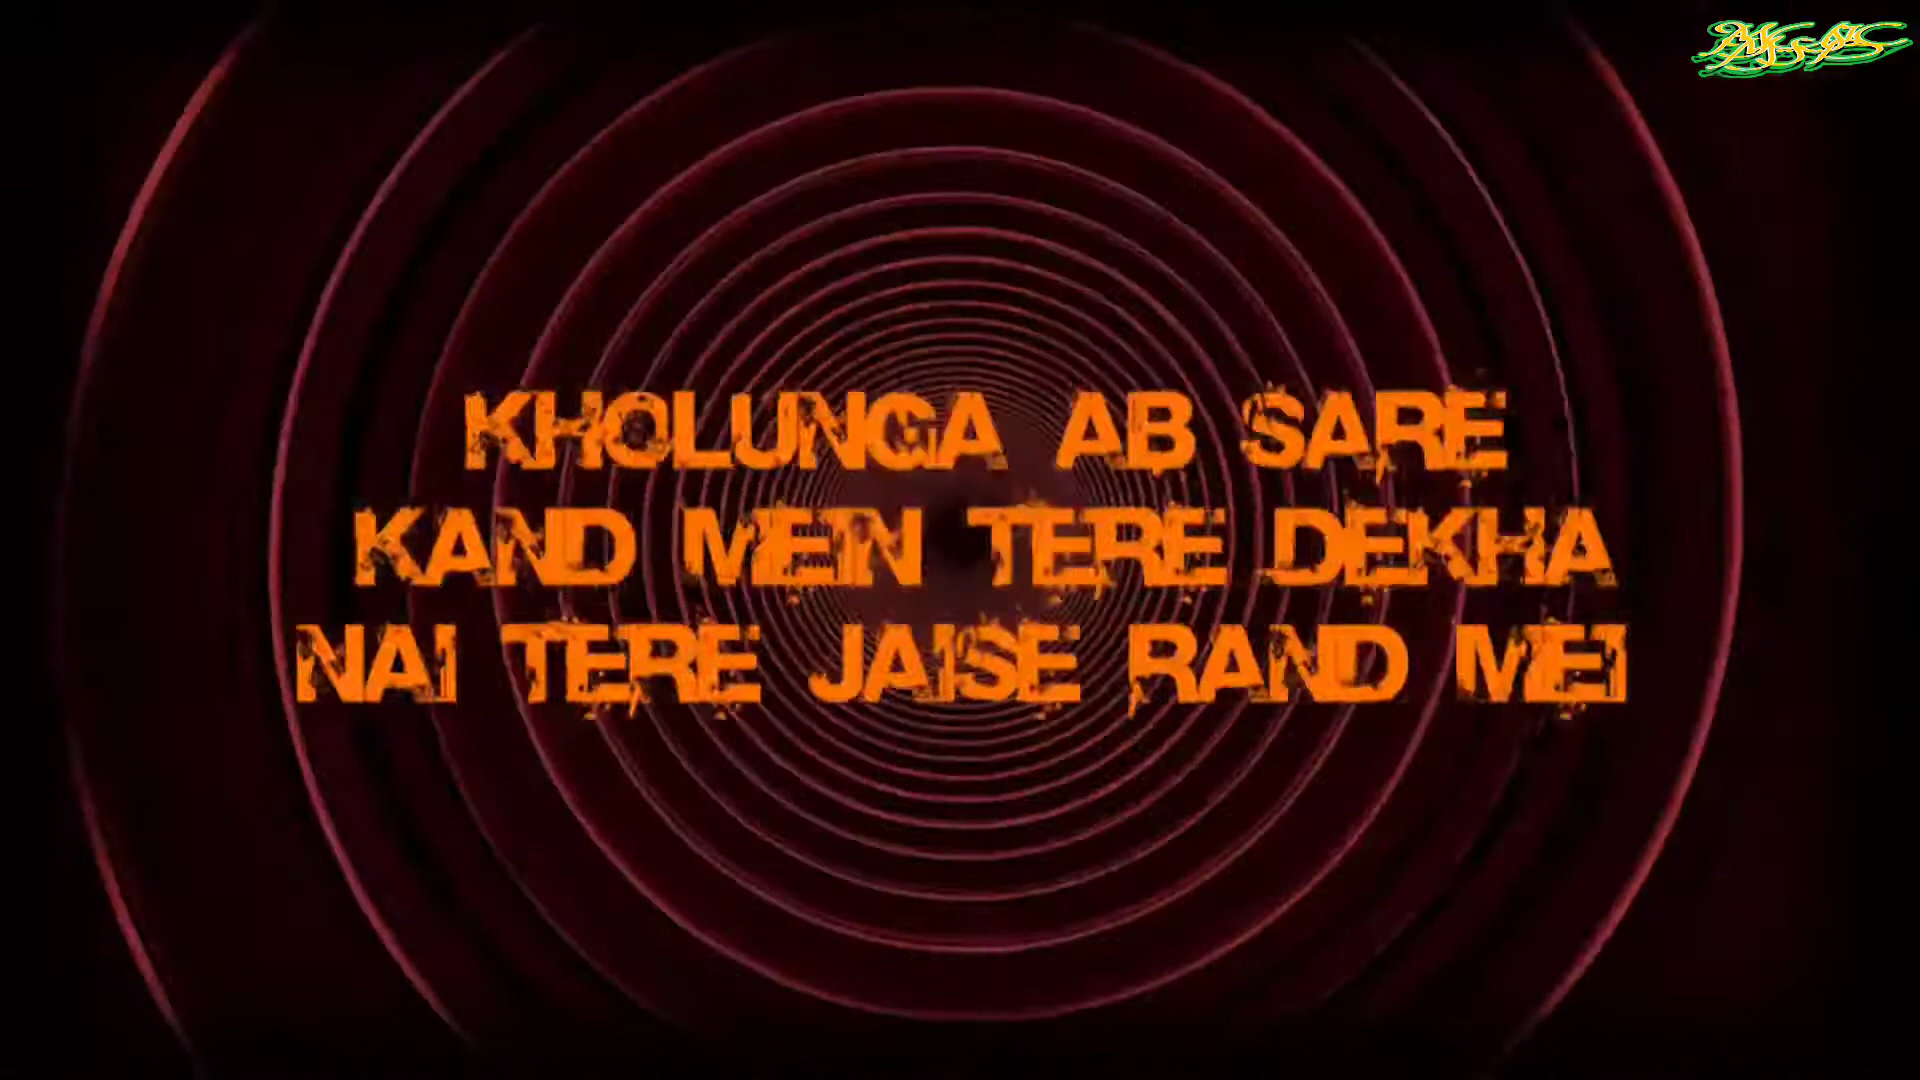 KHOLUNGA AB SARE
KAND MEIN TERE DEKHA
NAI TERE JAISE RAND MEI